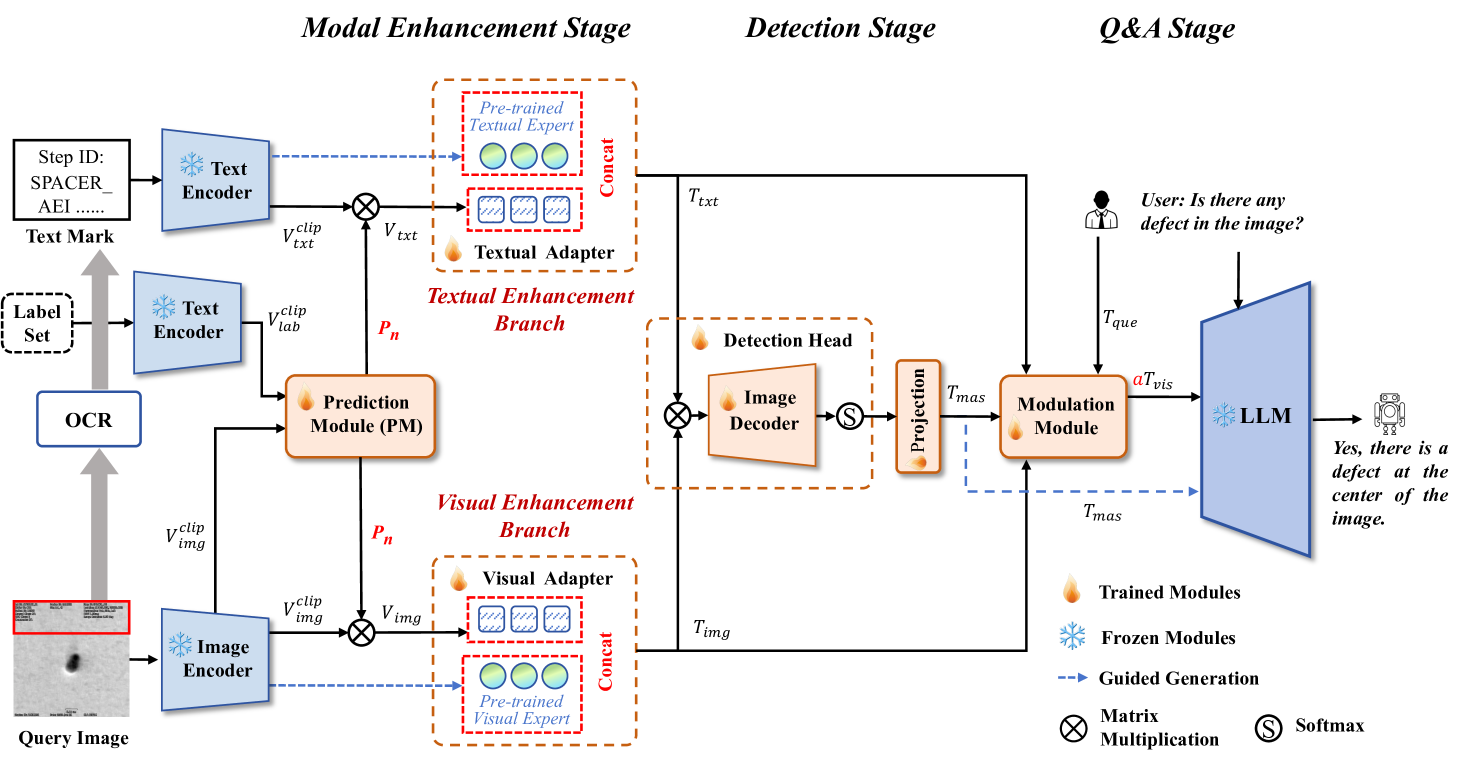 Modal Enhancement Stage
Detection Stage
Q&A Stage
Step ID:
SPACER_
AEI ......
Text Mark
Text
Encoder
V_{txt}^{clip}
V_{txt}
Pre-trained
Textual Expert
Concat
Textual Adapter
Textual Enhancement
Branch
Label
Set
Text
Encoder
V_{lab}^{clip}
P_n
OCR
Prediction
Module (PM)
V_{img}^{clip}
P_n
Visual Enhancement
Branch
Query Image
Image
Encoder
V_{img}^{clip}
V_{img}
Visual Adapter
Concat
Pre-trained
Visual Expert
T_{txt}
Detection Head
Image
Decoder
S
Projection
T_{img}
T_{mas}
User: Is there any
defect in the image?
T_{que}
Modulation
Module
aT_{vis}
T_{mas}
LLM
Yes, there is a
defect at the
center of the
image.
Trained Modules
Frozen Modules
Guided Generation
Matrix
Multiplication
S
Softmax